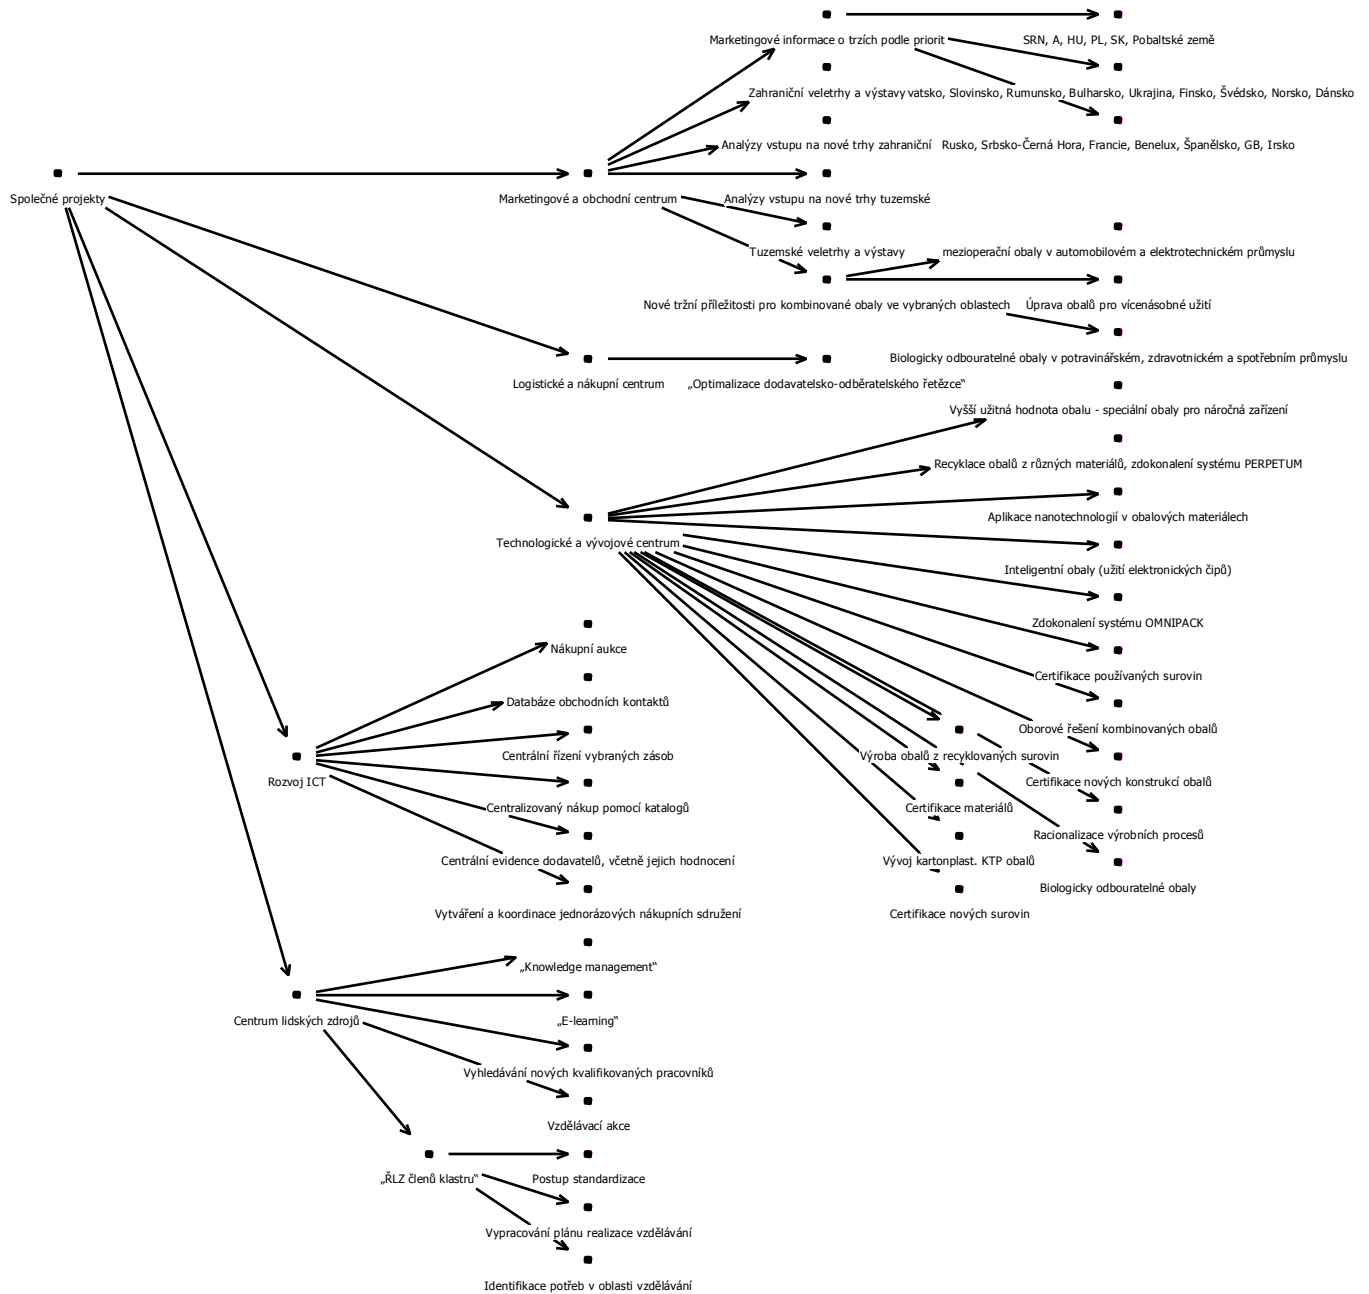 Marketingové informace o trzích podle priorit
SRN, A, HU, PL, SK, Pobaltské země
Zahraniční veletrhy a výstavy
vatsko, Slovinsko, Rumunsko, Bulharsko, Ukrajina, Finsko, Švédsko, Norsko, Dánsko
Analýzy vstupu na nové trhy zahraniční
Rusko, Srbsko-Černá Hora, Francie, Benelux, Španělsko, GB, Irsko
Společné projekty
Marketingové a obchodní centrum
Analýzy vstupu na nové trhy tuzemské
Tuzemské veletrhy a výstavy
mezioperační obaly v automobilovém a elektrotechnickém průmyslu
Nové tržní příležitosti pro kombinované obaly ve vybraných oblastech
Úprava obalů pro vícenásobné užití
Biologicky odbouratelné obaly v potravinářském, zdravotnickém a spotřebním průmyslu
Logistické a nákupní centrum
„Optimalizace dodavatelsko-odběratelského řetězce“
Vyšší užitná hodnota obalu - speciální obaly pro náročná zařízení
Recyklace obalů z různých materiálů, zdokonalení systému PERPETUM
Aplikace nanotechnologií v obalových materiálech
Technologické a vývojové centrum
Inteligentní obaly (užití elektronických čipů)
Zdokonalení systému OMNIPACK
Nákupní aukce
Certifikace používaných surovin
Databáze obchodních kontaktů
Oborové řešení kombinovaných obalů
Centrální řízení vybraných zásob
Výroba obalů z recyklovaných surovin
Rozvoj ICT
Certifikace nových konstrukcí obalů
Centralizovaný nákup pomocí katalogů
Certifikace materiálů
Racionalizace výrobních procesů
Centrální evidence dodavatelů, včetně jejich hodnocení
Vývoj kartonplast. KTP obalů
Biologicky odbouratelné obaly
Vytváření a koordinace jednorázových nákupních sdružení
Certifikace nových surovin
„Knowledge management“
Centrum lidských zdrojů
„E-learning“
Vyhledávání nových kvalifikovaných pracovníků
Vzdělávací akce
„ŘLZ členů klastru“
Postup standardizace
Vypracování plánu realizace vzdělávání
Identifikace potřeb v oblasti vzdělávání